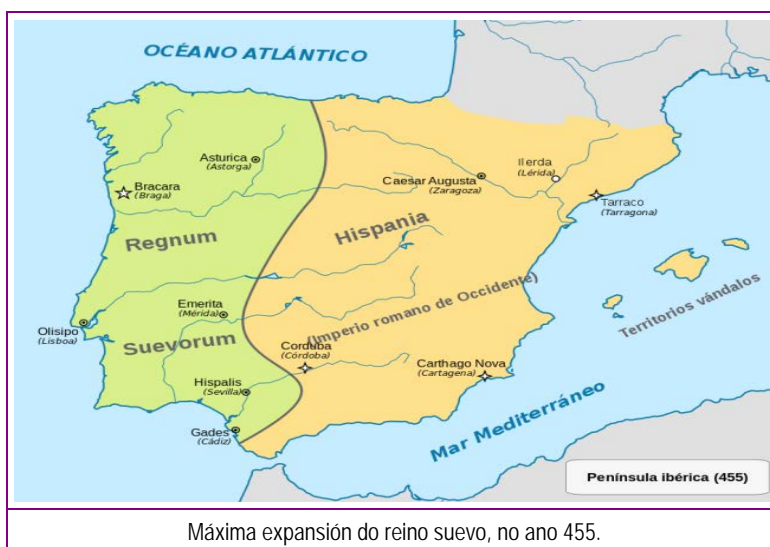 OCÉANO ATLÁNTICO
Asturica
(Astorga)
Bracara
(Braga)
Caesar Augusta
(Zaragoza)
Ilerda
(Lérida)
Tarraco
(Tarragona)
Regnum
Hispania
Emerita
(Mérida)
(Imperio romano de Occidente)
Territorios vándalos
Olisipo
(Lisboa)
Suevorum
Corduba
(Córdoba)
Carthago Nova
(Cartagena)
Hispalis
(Sevilla)
Gades
(Cádiz)
Mar Mediterráneo
Península ibérica (455)
Máxima expansión do reino suevo, no ano 455.